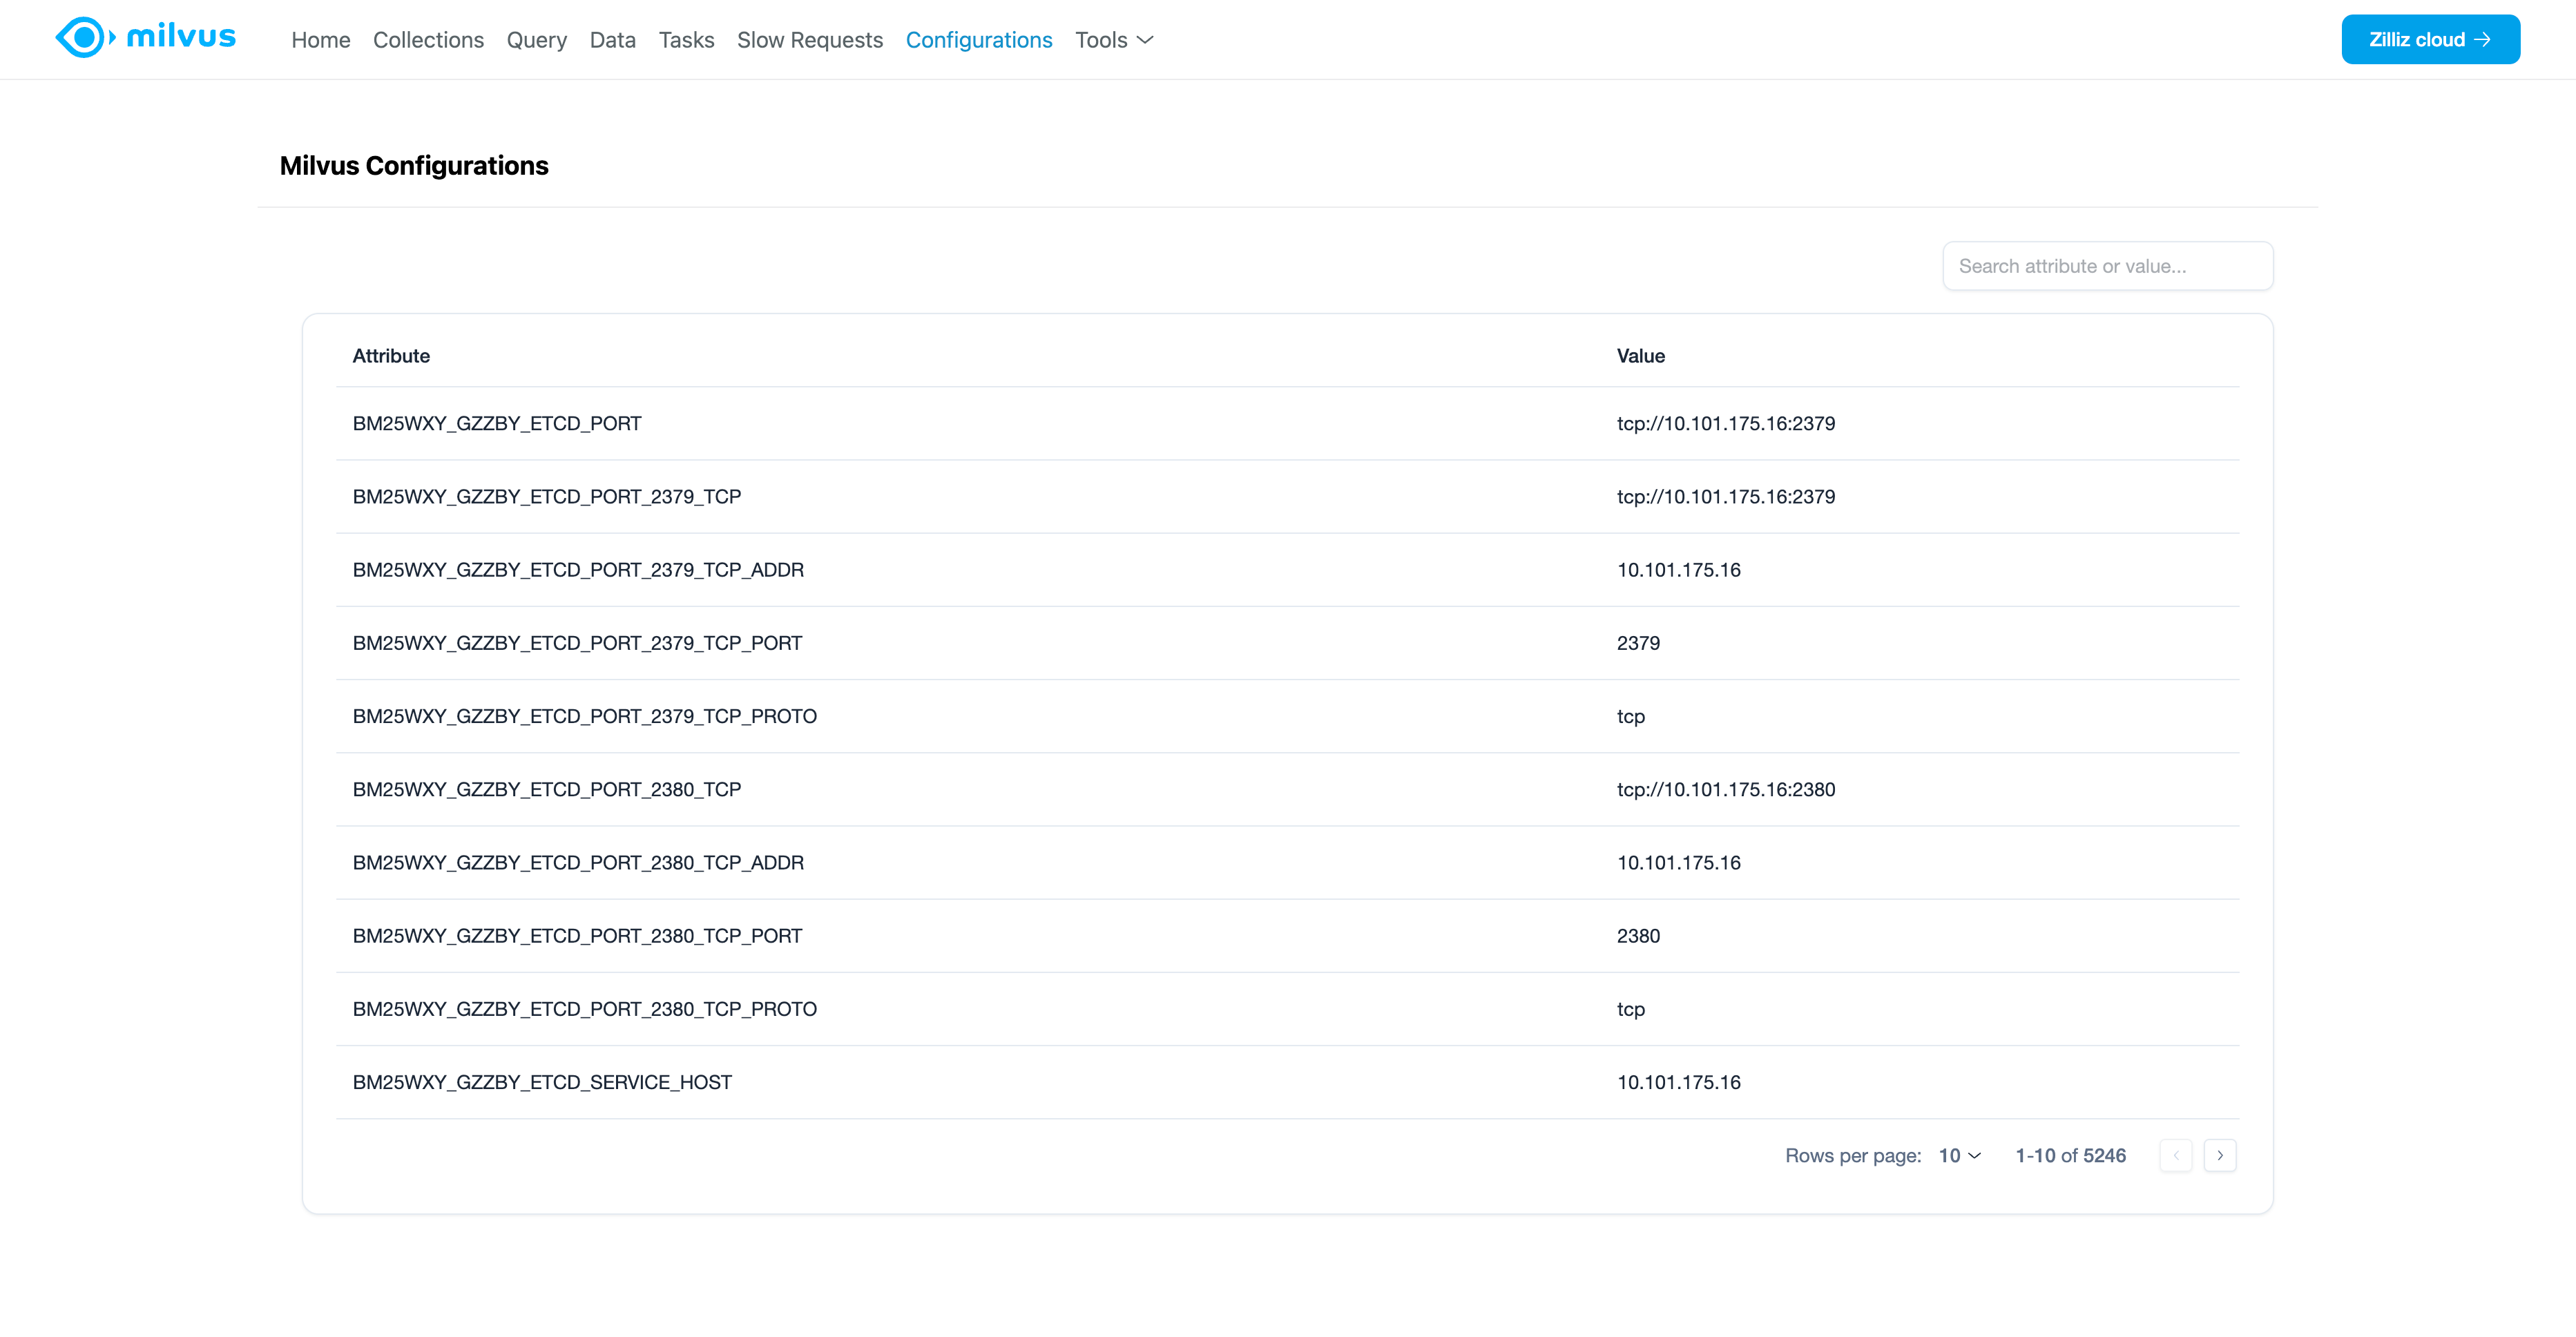 milvus Home Collections Query Data Tasks Slow Requests Configurations Tools Zilliz cloud →
Milvus Configurations
Search attribute or value...
Attribute Value
BM25WXY_GZZBY_ETCD_PORT tcp://10.101.175.16:2379
BM25WXY_GZZBY_ETCD_PORT_2379_TCP tcp://10.101.175.16:2379
BM25WXY_GZZBY_ETCD_PORT_2379_TCP_ADDR 10.101.175.16
BM25WXY_GZZBY_ETCD_PORT_2379_TCP_PORT 2379
BM25WXY_GZZBY_ETCD_PORT_2379_TCP_PROTO tcp
BM25WXY_GZZBY_ETCD_PORT_2380_TCP tcp://10.101.175.16:2380
BM25WXY_GZZBY_ETCD_PORT_2380_TCP_ADDR 10.101.175.16
BM25WXY_GZZBY_ETCD_PORT_2380_TCP_PORT 2380
BM25WXY_GZZBY_ETCD_PORT_2380_TCP_PROTO tcp
BM25WXY_GZZBY_ETCD_SERVICE_HOST 10.101.175.16
Rows per page: 10 1-10 of 5246